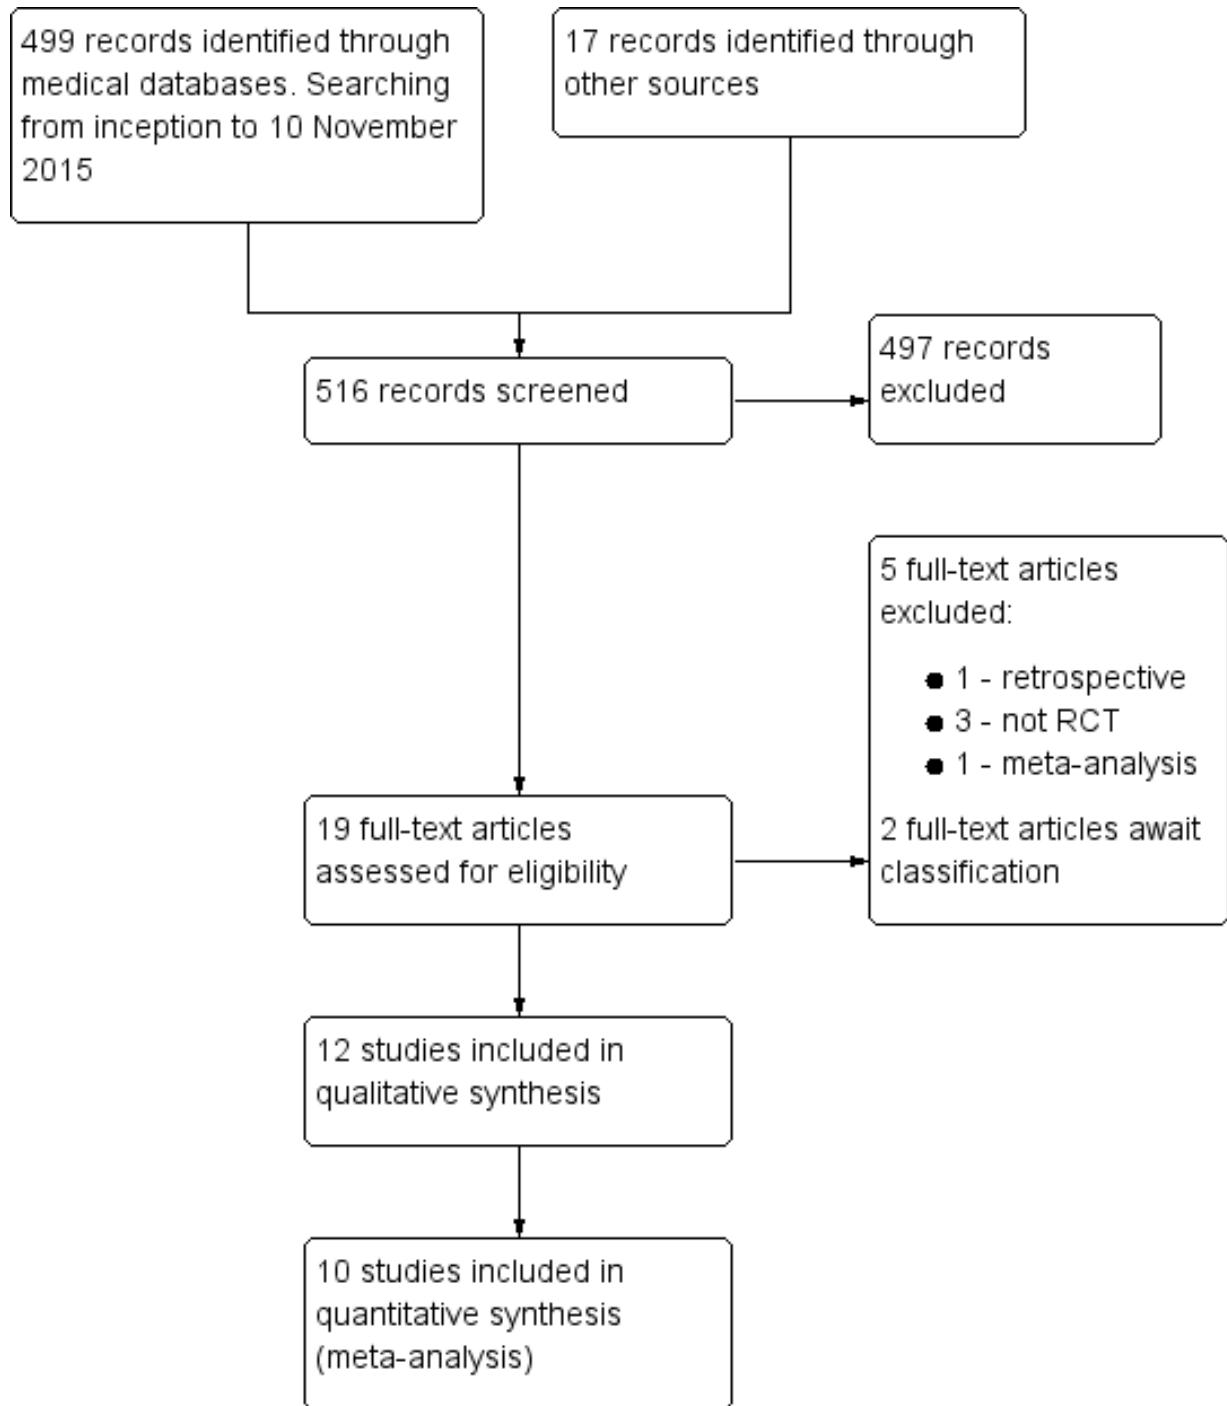 499 records identified through
medical databases. Searching
from inception to 10 November
2015
17 records identified through
other sources
516 records screened
497 records
excluded
19 full-text articles
assessed for eligibility
5 full-text articles
excluded:
● 1 - retrospective
● 3 - not RCT
● 1 - meta-analysis
2 full-text articles await
classification
12 studies included in
qualitative synthesis
10 studies included in
quantitative synthesis
(meta-analysis)